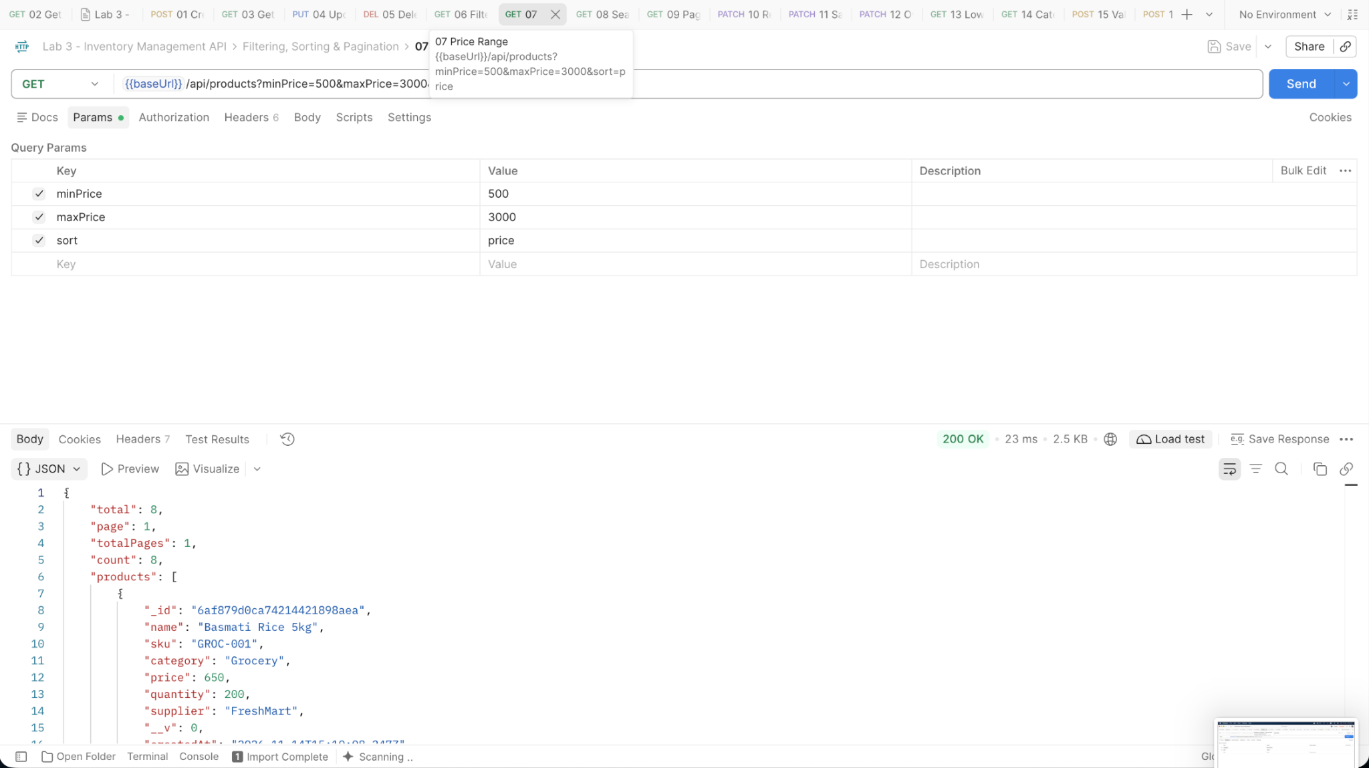 GET 02 Get
Lab 3 -
POST 01 Cr
GET 03 Get
PUT 04 Up
DEL 05 Del
GET 06 Filt
GET 07
GET 08 Sea
GET 09 Pag
PATCH 10 R
PATCH 11 S
PATCH 12 O
GET 13 Low
GET 14 Cat
POST 15 Val
POST 1
No Environment
HTTP
Lab 3 - Inventory Management API > Filtering, Sorting & Pagination > 07
Save
Share
07 Price Range
{{baseUrl}}/api/products?
minPrice=500&maxPrice=3000&sort=p
rice
GET
{{baseUrl}} /api/products?minPrice=500&maxPrice=3000
Send
Docs
Params
Authorization
Headers 6
Body
Scripts
Settings
Cookies
Query Params
Key Value Description Bulk Edit
minPrice 500
maxPrice 3000
sort price
Key Value Description
Body
Cookies
Headers 7
Test Results
200 OK • 23 ms • 2.5 KB
Load test
e.g. Save Response
{} JSON
Preview
Visualize
1 {
2 "total": 8,
3 "page": 1,
4 "totalPages": 1,
5 "count": 8,
6 "products": [
7 {
8 "_id": "6af879d0ca74214421898aea",
9 "name": "Basmati Rice 5kg",
10 "sku": "GROC-001",
11 "category": "Grocery",
12 "price": 650,
13 "quantity": 200,
14 "supplier": "FreshMart",
15 "__v": 0,
Open Folder
Terminal
Console
1 Import Complete
Scanning ..